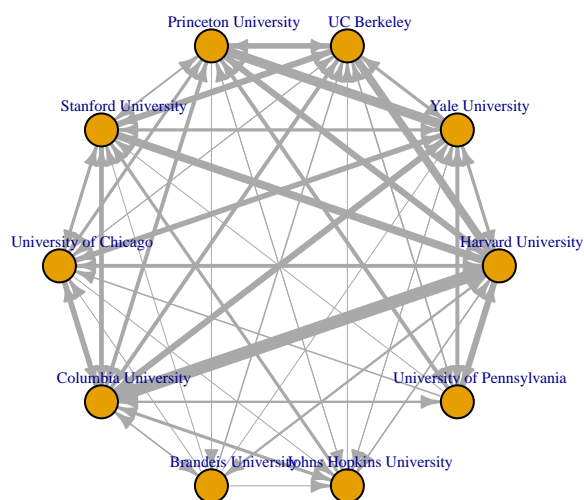 Princeton University
UC Berkeley
Stanford University
Yale University
University of Chicago
Harvard University
Columbia University
University of Pennsylvania
Brandeis University
Johns Hopkins University